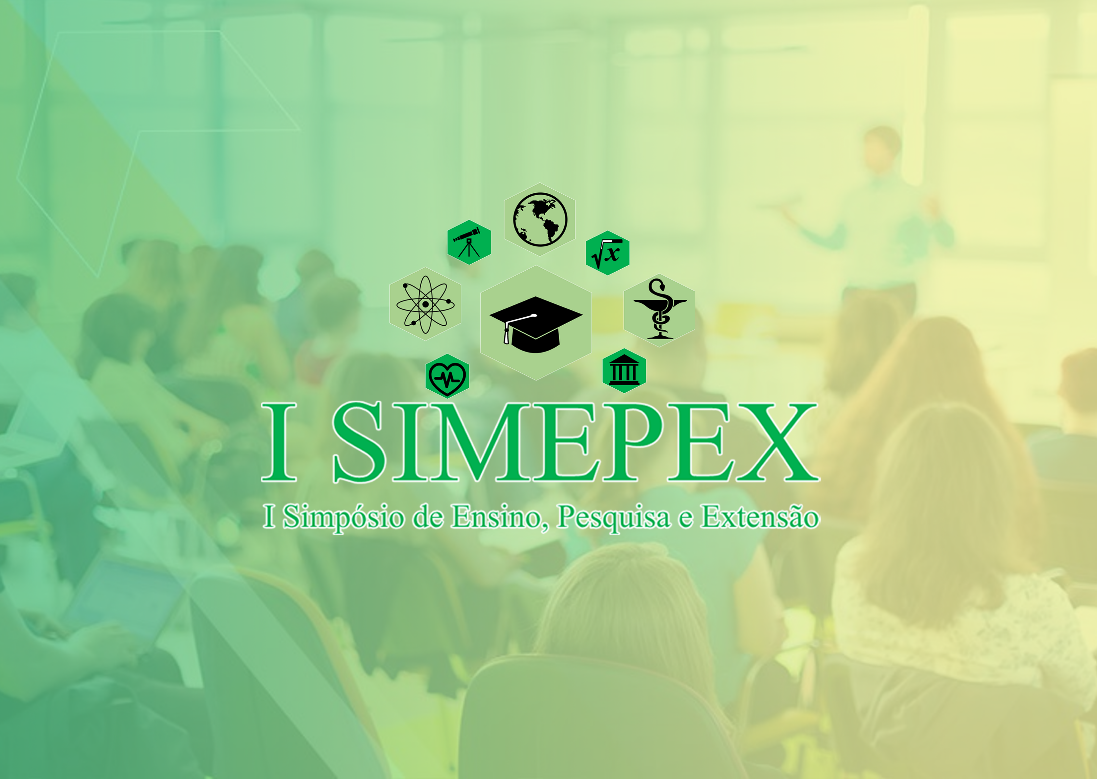 √x
I SIMEPEX
I Simpósio de Ensino, Pesquisa e Extensão